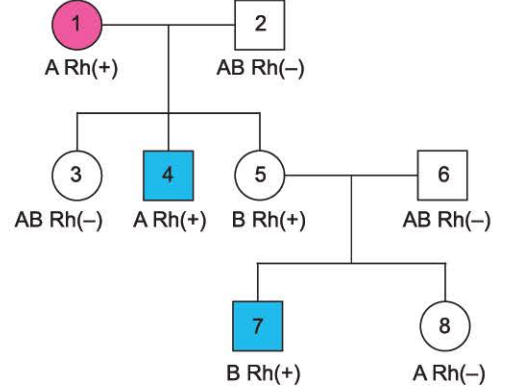 1 2
A Rh(+) AB Rh(–)
3 4 5 6
AB Rh(–) A Rh(+) B Rh(+) AB Rh(–)
7 8
B Rh(+) A Rh(–)